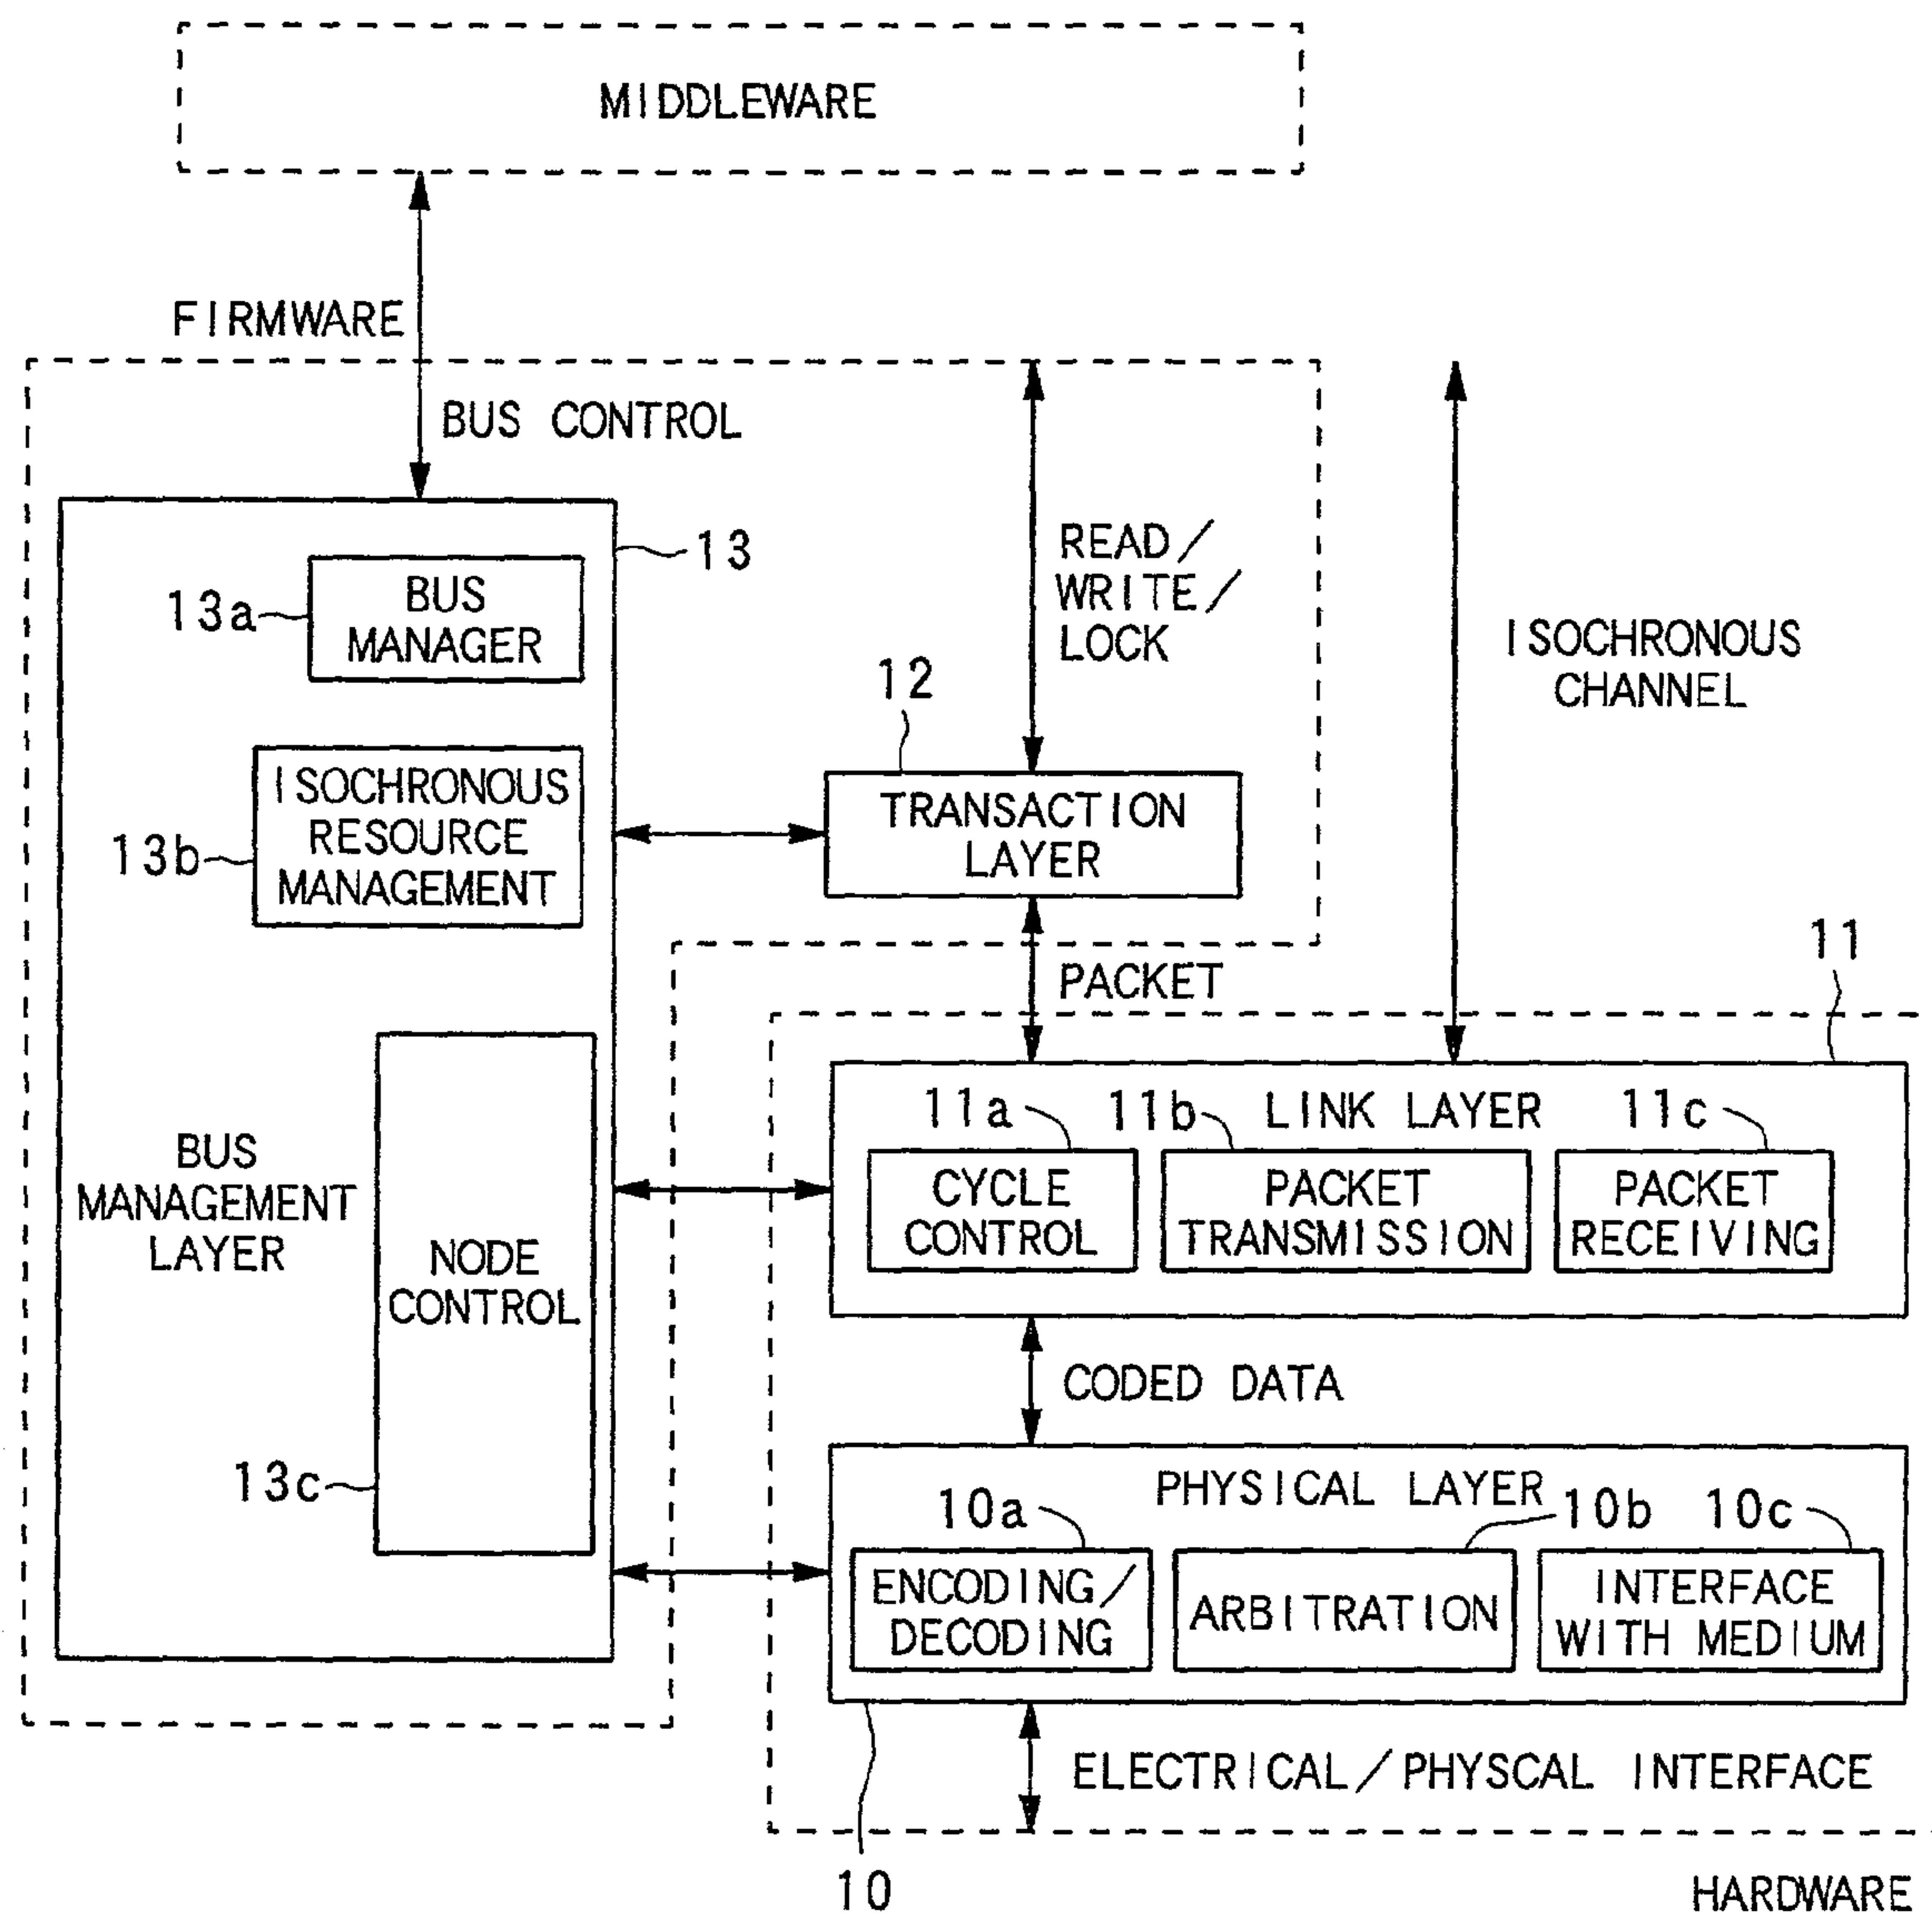 MIDDLEWARE
FIRMWARE
BUS CONTROL
13
13a
BUS
MANAGER
READ/
WRITE/
LOCK
ISOCHRONOUS
CHANNEL
12
13b
ISOCHRONOUS
RESOURCE
MANAGEMENT
TRANSACTION
LAYER
11
PACKET
11a
11b
LINK LAYER
11c
CYCLE
CONTROL
PACKET
TRANSMISSION
PACKET
RECEIVING
BUS
MANAGEMENT
LAYER
NODE
CONTROL
CODED DATA
13c
PHYSICAL LAYER
10a
10b
10c
ENCODING/
DECODING
ARBITRATION
INTERFACE
WITH MEDIUM
ELECTRICAL/PHYSCAL INTERFACE
10
HARDWARE